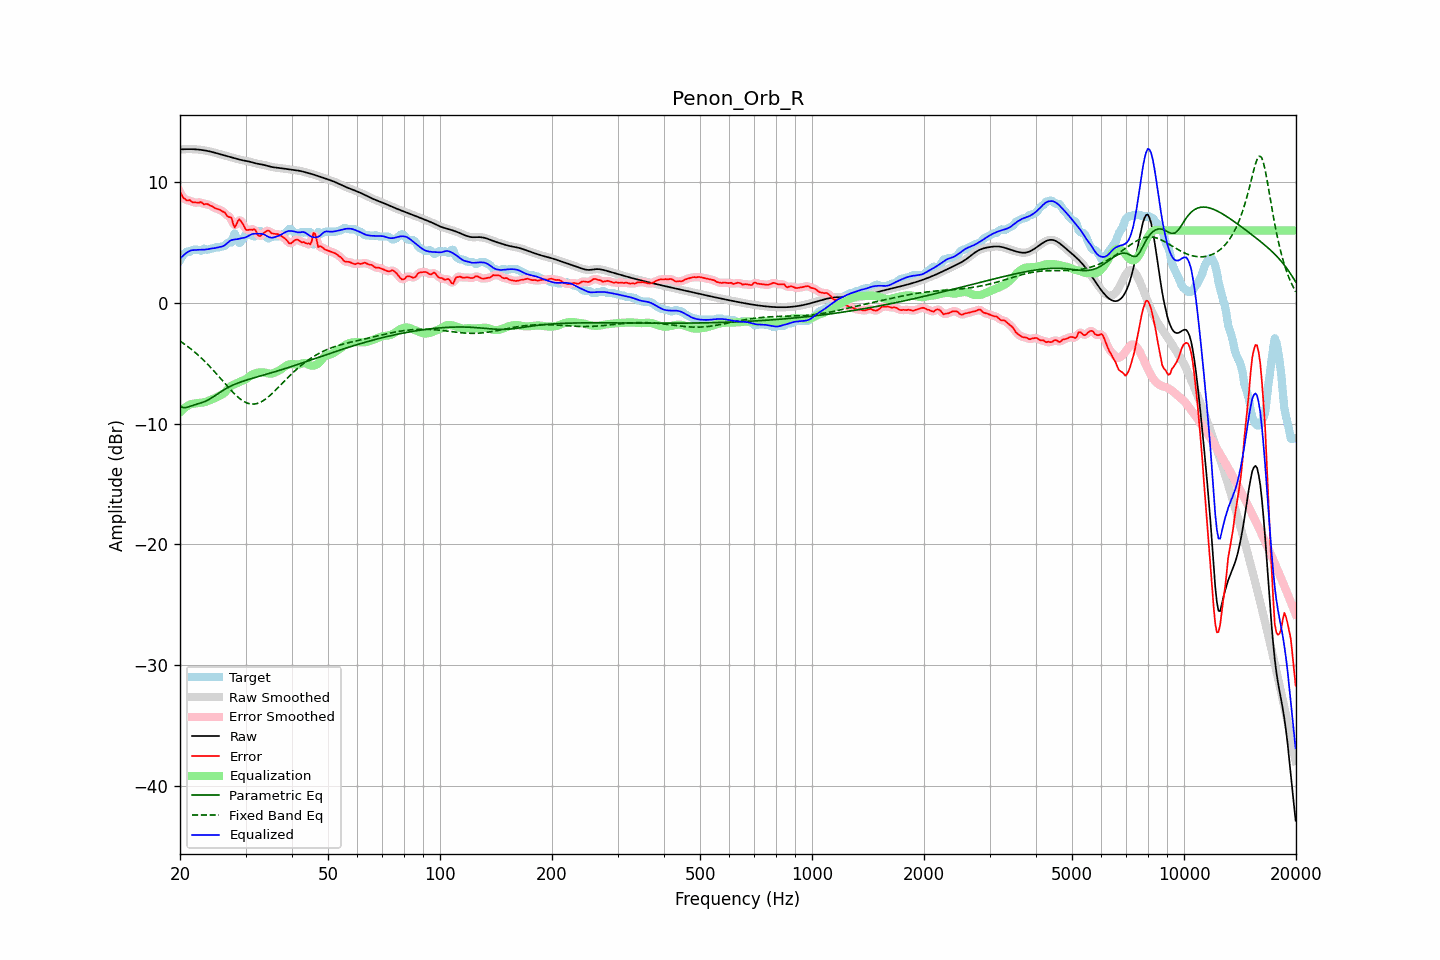 Penon_Orb_R
Amplitude (dBr)
10
0
−10
−20
−30
−40
Target
Raw Smoothed
Error Smoothed
Raw
Error
Equalization
Parametric Eq
Fixed Band Eq
Equalized
20
50
100
200
500
1000
2000
5000
10000
20000
Frequency (Hz)